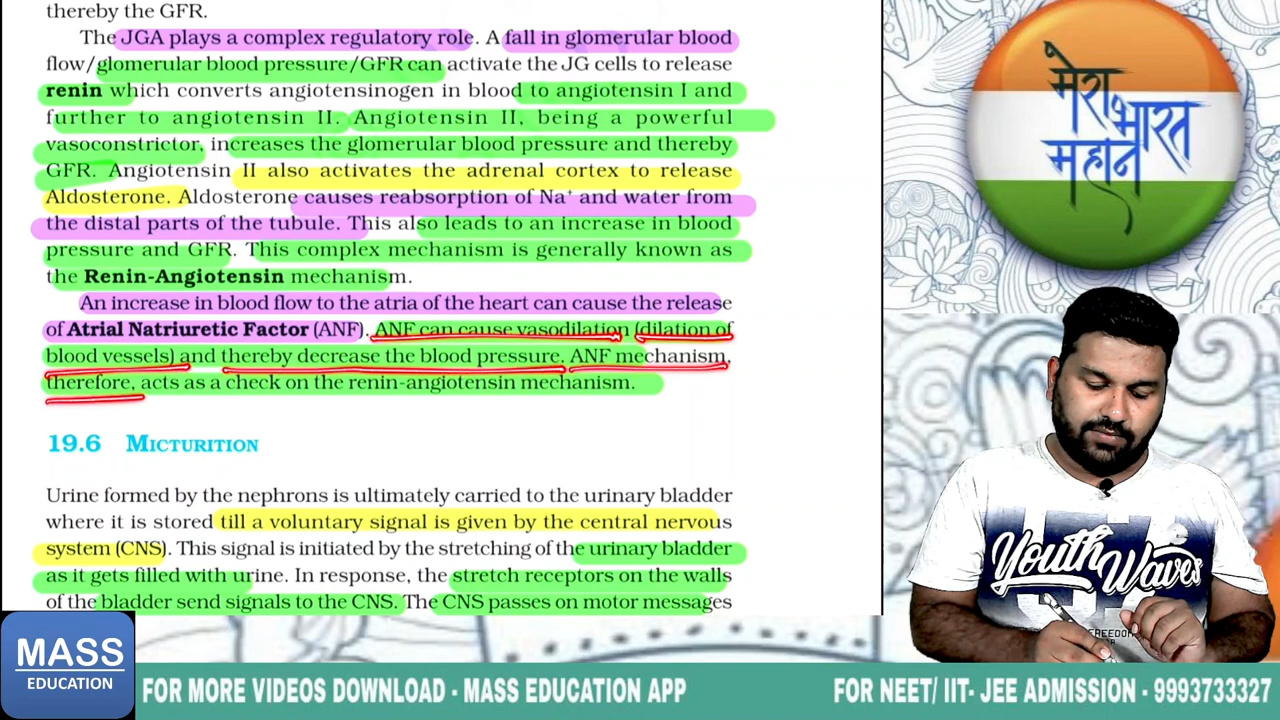 thereby the GFR.
The JGA plays a complex regulatory role. A fall in glomerular blood
flow/glomerular blood pressure/GFR can activate the JG cells to release
renin which converts angiotensinogen in blood to angiotensin I and
further to angiotensin II. Angiotensin II, being a powerful
vasoconstrictor, increases the glomerular blood pressure and thereby
GFR. Angiotensin II also activates the adrenal cortex to release
Aldosterone. Aldosterone causes reabsorption of Na⁺ and water from
the distal parts of the tubule. This also leads to an increase in blood
pressure and GFR. This complex mechanism is generally known as
the Renin-Angiotensin mechanism.
An increase in blood flow to the atria of the heart can cause the release
of Atrial Natriuretic Factor (ANF). ANF can cause vasodilation (dilation of
blood vessels) and thereby decrease the blood pressure. ANF mechanism,
therefore, acts as a check on the renin-angiotensin mechanism.
19.6 MICTURITION
Urine formed by the nephrons is ultimately carried to the urinary bladder
where it is stored till a voluntary signal is given by the central nervous
system (CNS). This signal is initiated by the stretching of the urinary bladder
as it gets filled with urine. In response, the stretch receptors on the walls
of the bladder send signals to the CNS. The CNS passes on motor messages
मेरा
भारत
महान
Youth
Waves
MASS
EDUCATION
FOR MORE VIDEOS DOWNLOAD - MASS EDUCATION APP
FOR NEET/ IIT- JEE ADMISSION - 9993733327